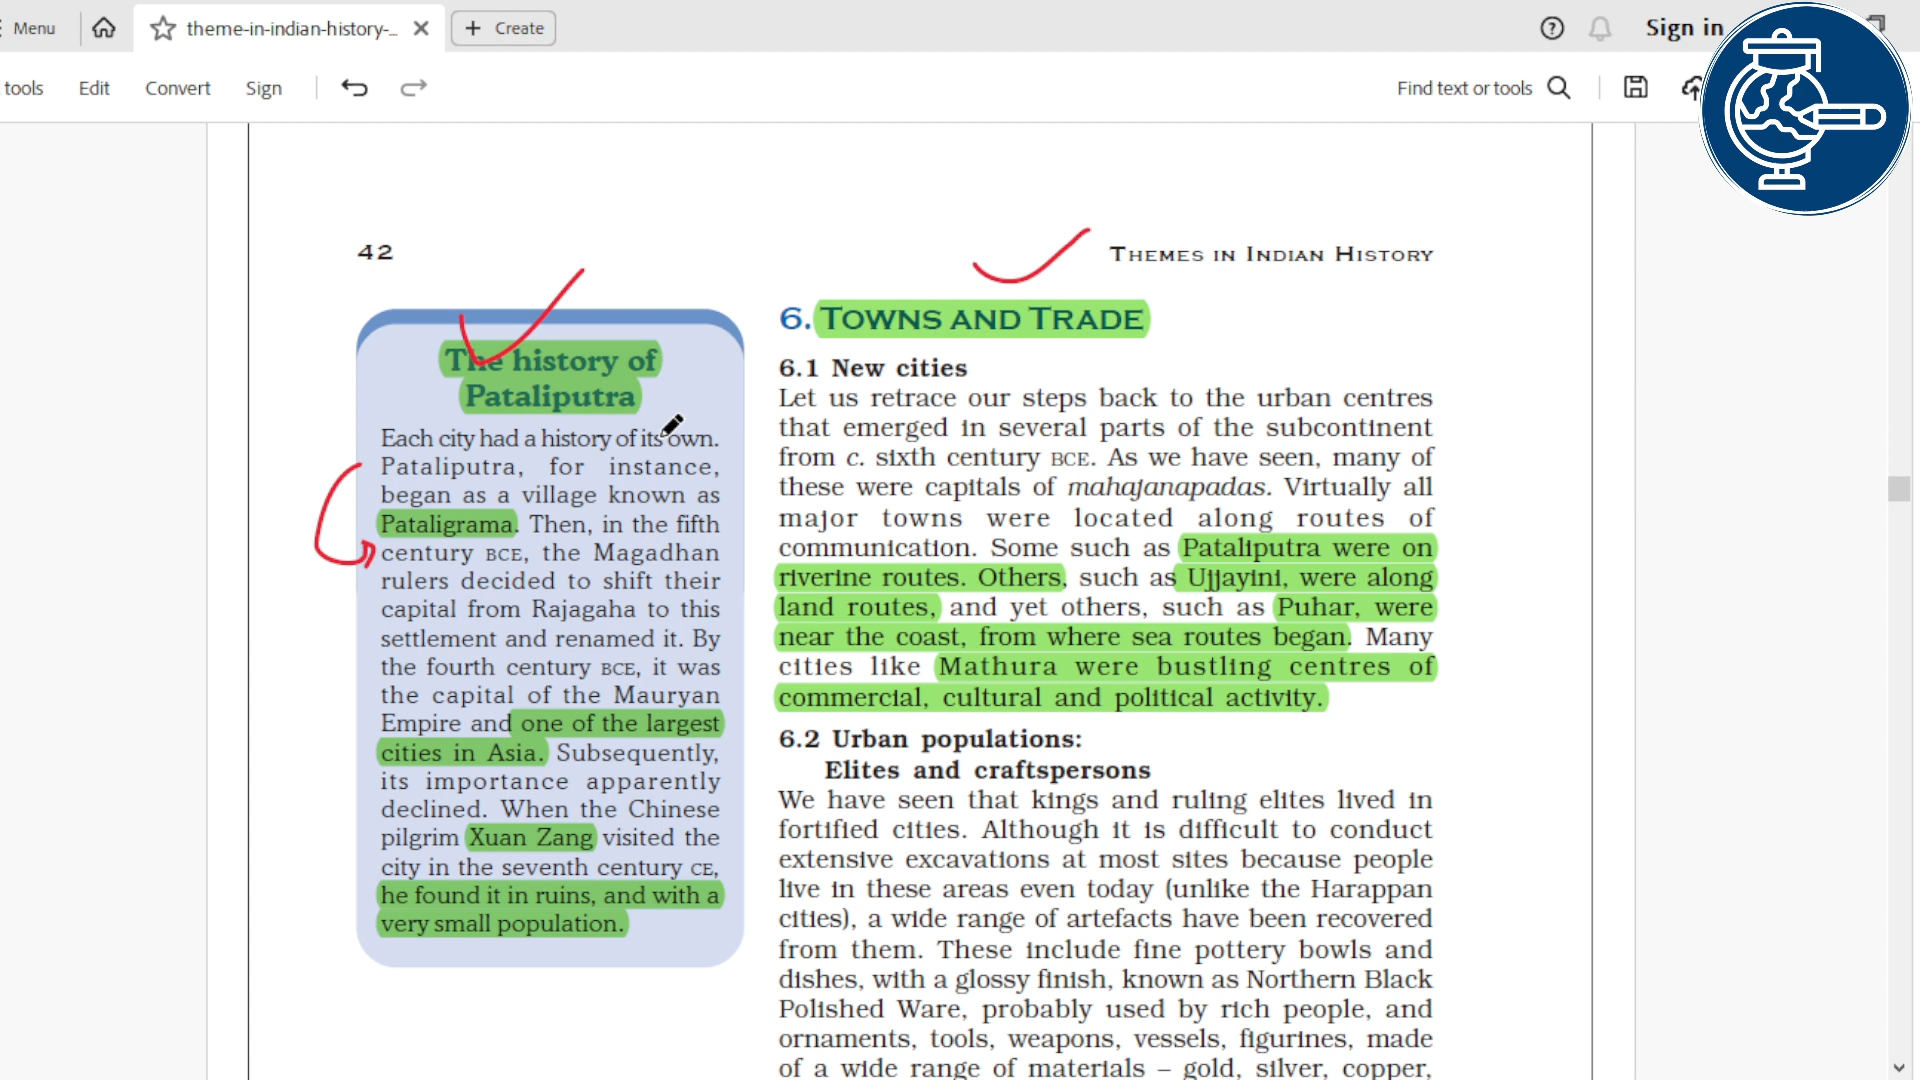 Menu
theme-in-indian-history-...
Create
Sign in
tools
Edit
Convert
Sign
Find text or tools
42
THEMES IN INDIAN HISTORY
The history of
Pataliputra
Each city had a history of its own.
Pataliputra, for instance,
began as a village known as
Pataligrama. Then, in the fifth
century BCE, the Magadhan
rulers decided to shift their
capital from Rajagaha to this
settlement and renamed it. By
the fourth century BCE, it was
the capital of the Mauryan
Empire and one of the largest
cities in Asia. Subsequently,
its importance apparently
declined. When the Chinese
pilgrim Xuan Zang visited the
city in the seventh century CE,
he found it in ruins, and with a
very small population.
6. TOWNS AND TRADE
6.1 New cities
Let us retrace our steps back to the urban centres
that emerged in several parts of the subcontinent
from c. sixth century BCE. As we have seen, many of
these were capitals of mahajanapadas. Virtually all
major towns were located along routes of
communication. Some such as Pataliputra were on
riverine routes. Others, such as Ujjayini, were along
land routes, and yet others, such as Puhar, were
near the coast, from where sea routes began. Many
cities like Mathura were bustling centres of
commercial, cultural and political activity.
6.2 Urban populations:
Elites and craftspersons
We have seen that kings and ruling elites lived in
fortified cities. Although it is difficult to conduct
extensive excavations at most sites because people
live in these areas even today (unlike the Harappan
cities), a wide range of artefacts have been recovered
from them. These include fine pottery bowls and
dishes, with a glossy finish, known as Northern Black
Polished Ware, probably used by rich people, and
ornaments, tools, weapons, vessels, figurines, made
of a wide range of materials – gold, silver, copper,